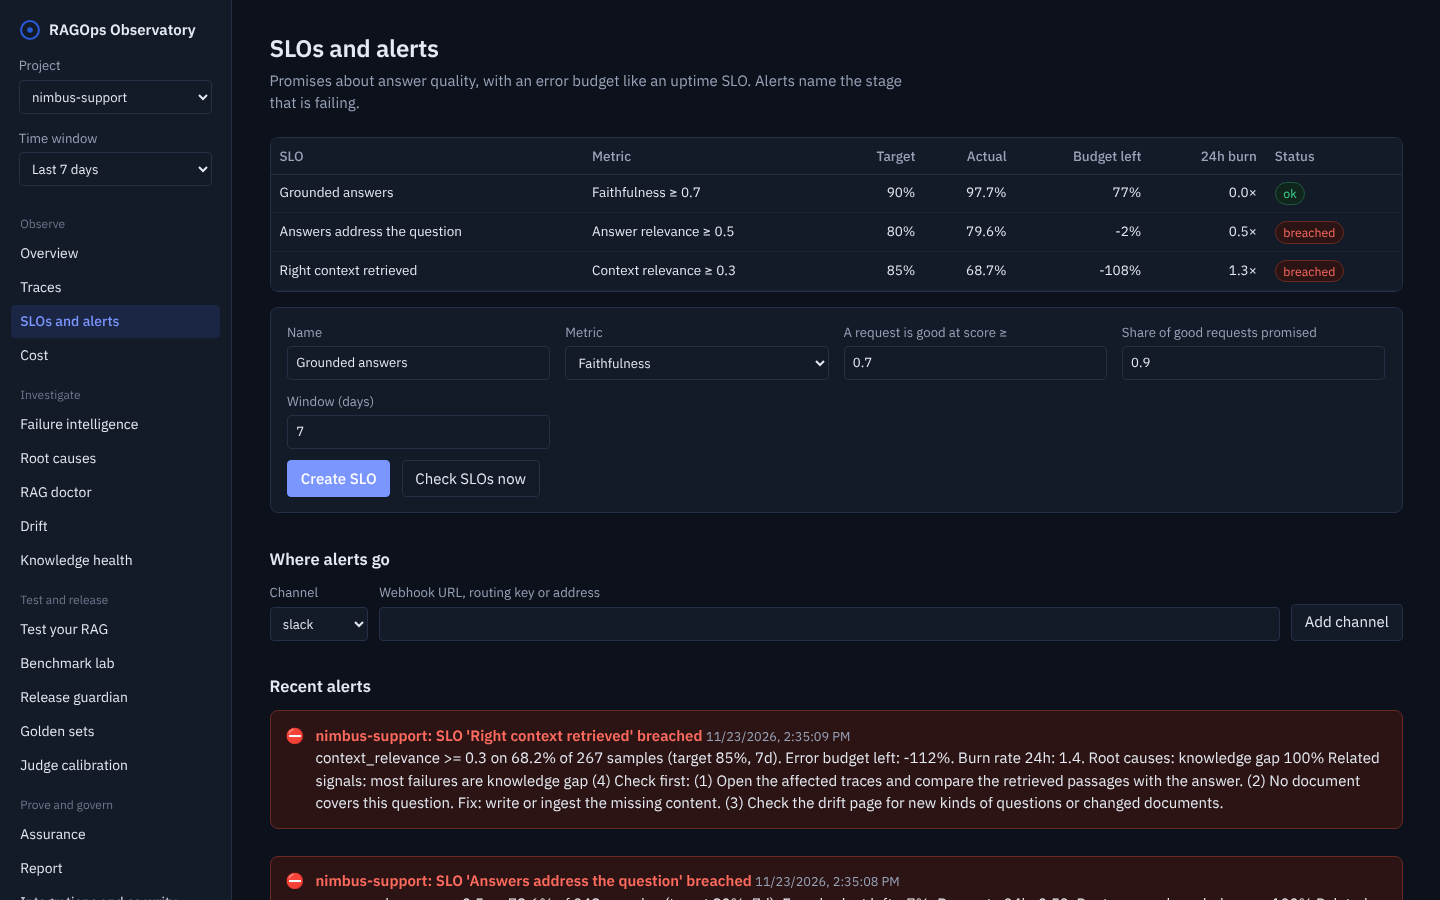 RAGOps Observatory
Project
nimbus-support
Time window
Last 7 days
Observe
Overview
Traces
SLOs and alerts
Cost
Investigate
Failure intelligence
Root causes
RAG doctor
Drift
Knowledge health
Test and release
Test your RAG
Benchmark lab
Release guardian
Golden sets
Judge calibration
Prove and govern
Assurance
Report
SLOs and alerts
Promises about answer quality, with an error budget like an uptime SLO. Alerts name the stage
that is failing.
SLO Metric Target Actual Budget left 24h burn Status
Grounded answers Faithfulness ≥ 0.7 90% 97.7% 77% 0.0× ok
Answers address the question Answer relevance ≥ 0.5 80% 79.6% -2% 0.5× breached
Right context retrieved Context relevance ≥ 0.3 85% 68.7% -108% 1.3× breached
Name Metric A request is good at score ≥ Share of good requests promised
Grounded answers Faithfulness 0.7 0.9
Window (days)
7
Create SLO Check SLOs now
Where alerts go
Channel Webhook URL, routing key or address
slack Add channel
Recent alerts
nimbus-support: SLO 'Right context retrieved' breached 11/23/2026, 2:35:09 PM
context_relevance >= 0.3 on 68.2% of 267 samples (target 85%, 7d). Error budget left: -112%. Burn rate 24h: 1.4. Root causes: knowledge gap 100% Related
signals: most failures are knowledge gap (4) Check first: (1) Open the affected traces and compare the retrieved passages with the answer. (2) No document
covers this question. Fix: write or ingest the missing content. (3) Check the drift page for new kinds of questions or changed documents.
nimbus-support: SLO 'Answers address the question' breached 11/23/2026, 2:35:08 PM